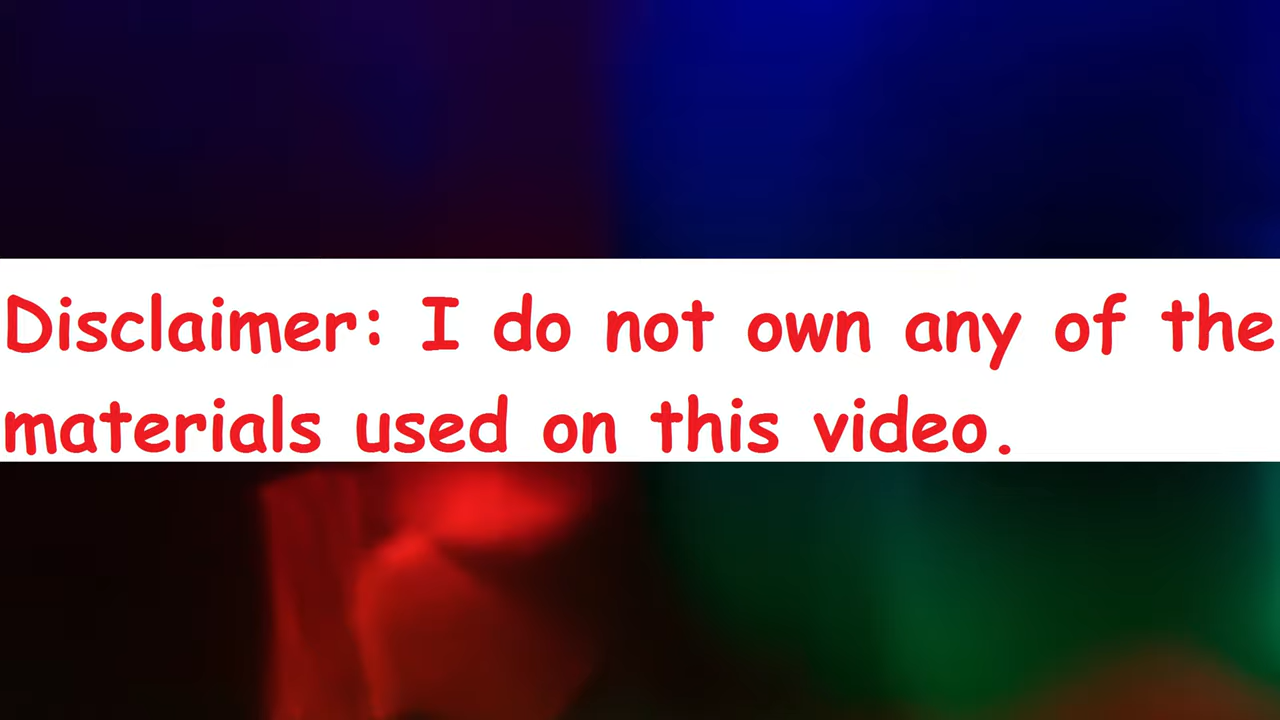 Disclaimer: I do not own any of the
materials used on this video.